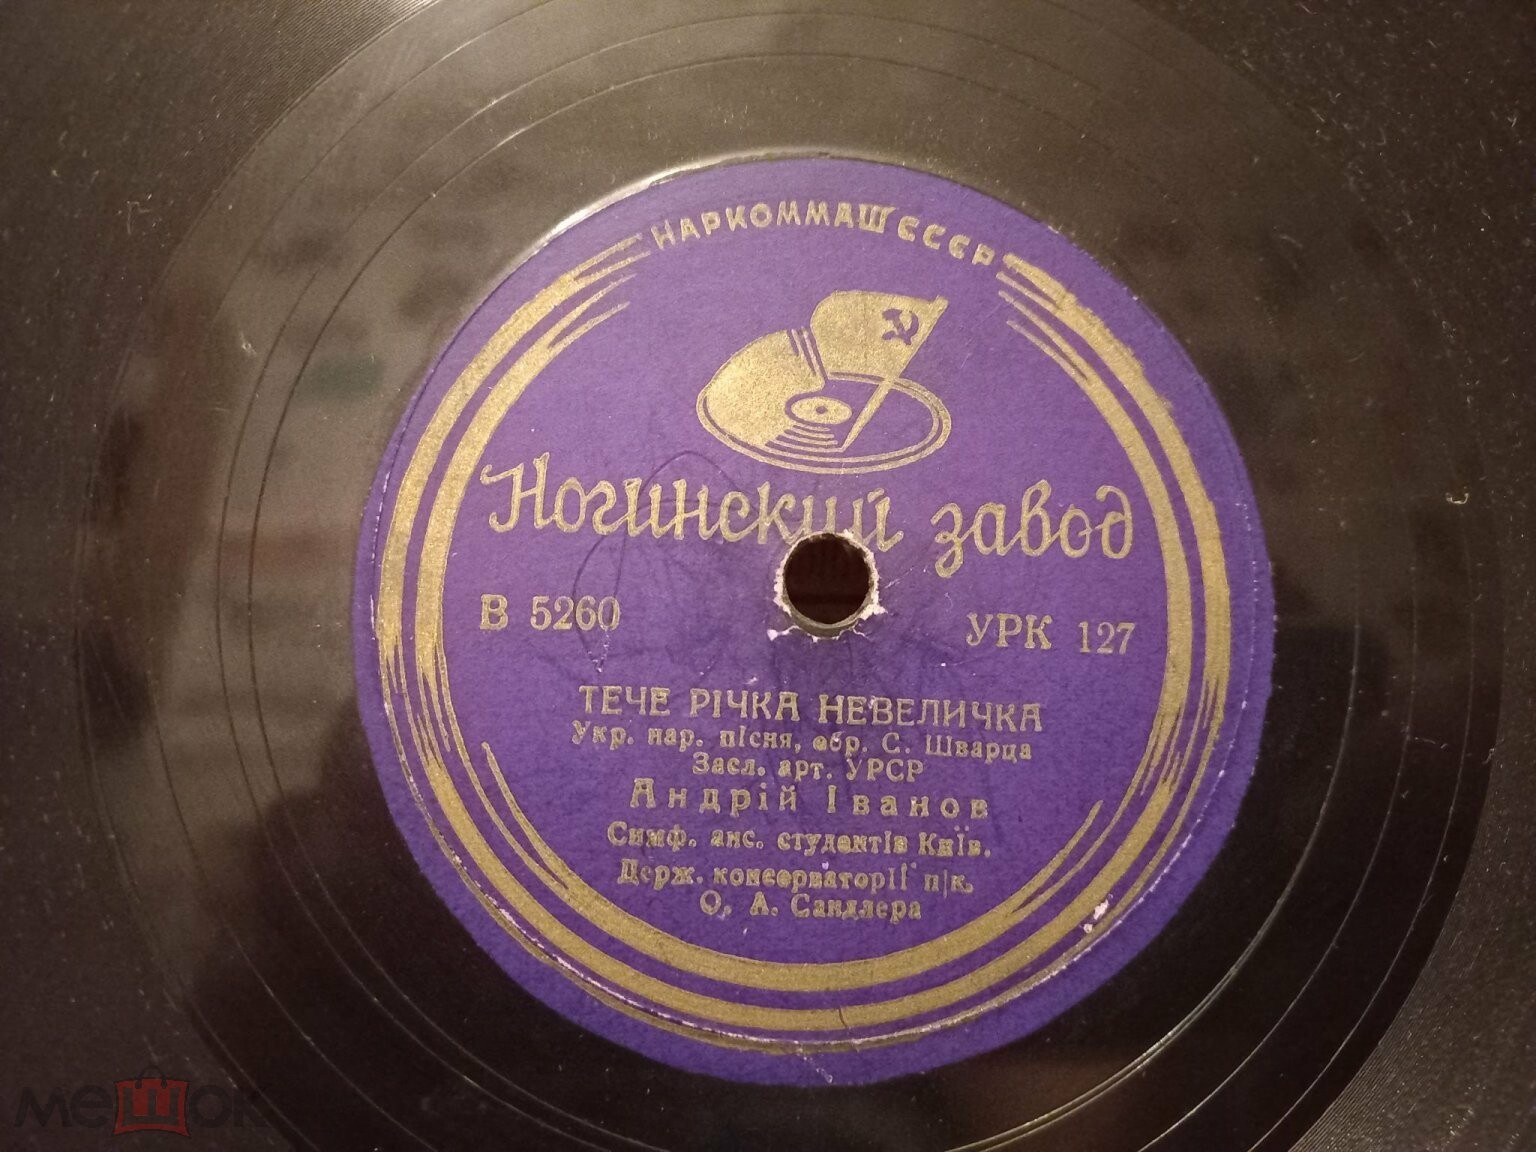 НАРКОММАШ СССР
Ногинский завод
В 5260
УРК 127
ТЕЧЕ РІЧКА НЕВЕЛИЧКА
Укр. нар. пісня, обр. С. Шварца
Засл. арт. УРСР
Андрій Іванов
Симф. анс. студентів Київ.
Держ. консерваторії п/к.
О. А. Сандлера
мешок